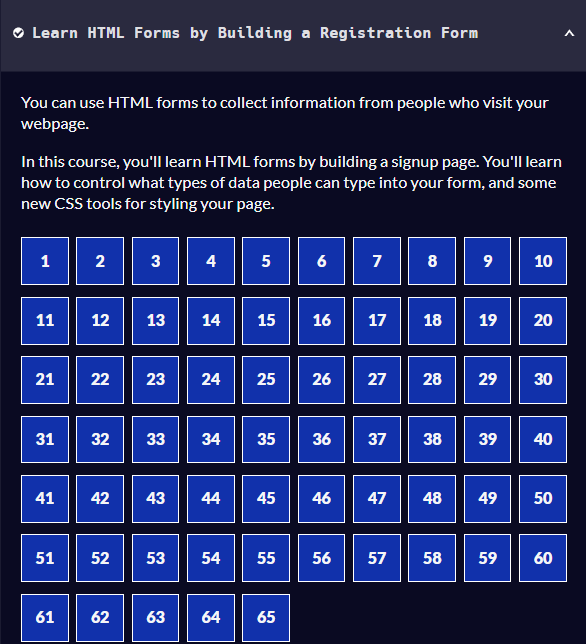 Learn HTML Forms by Building a Registration Form
You can use HTML forms to collect information from people who visit your
webpage.
In this course, you'll learn HTML forms by building a signup page. You'll learn
how to control what types of data people can type into your form, and some
new CSS tools for styling your page.
1 2 3 4 5 6 7 8 9 10
11 12 13 14 15 16 17 18 19 20
21 22 23 24 25 26 27 28 29 30
31 32 33 34 35 36 37 38 39 40
41 42 43 44 45 46 47 48 49 50
51 52 53 54 55 56 57 58 59 60
61 62 63 64 65